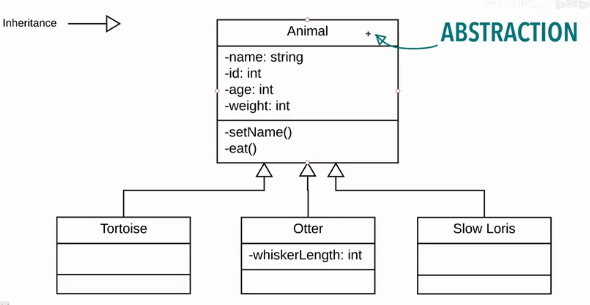 Inheritance
Animal
ABSTRACTION
-name: string
-id: int
-age: int
-weight: int
-setName()
-eat()
Tortoise
Otter
Slow Loris
-whiskerLength: int